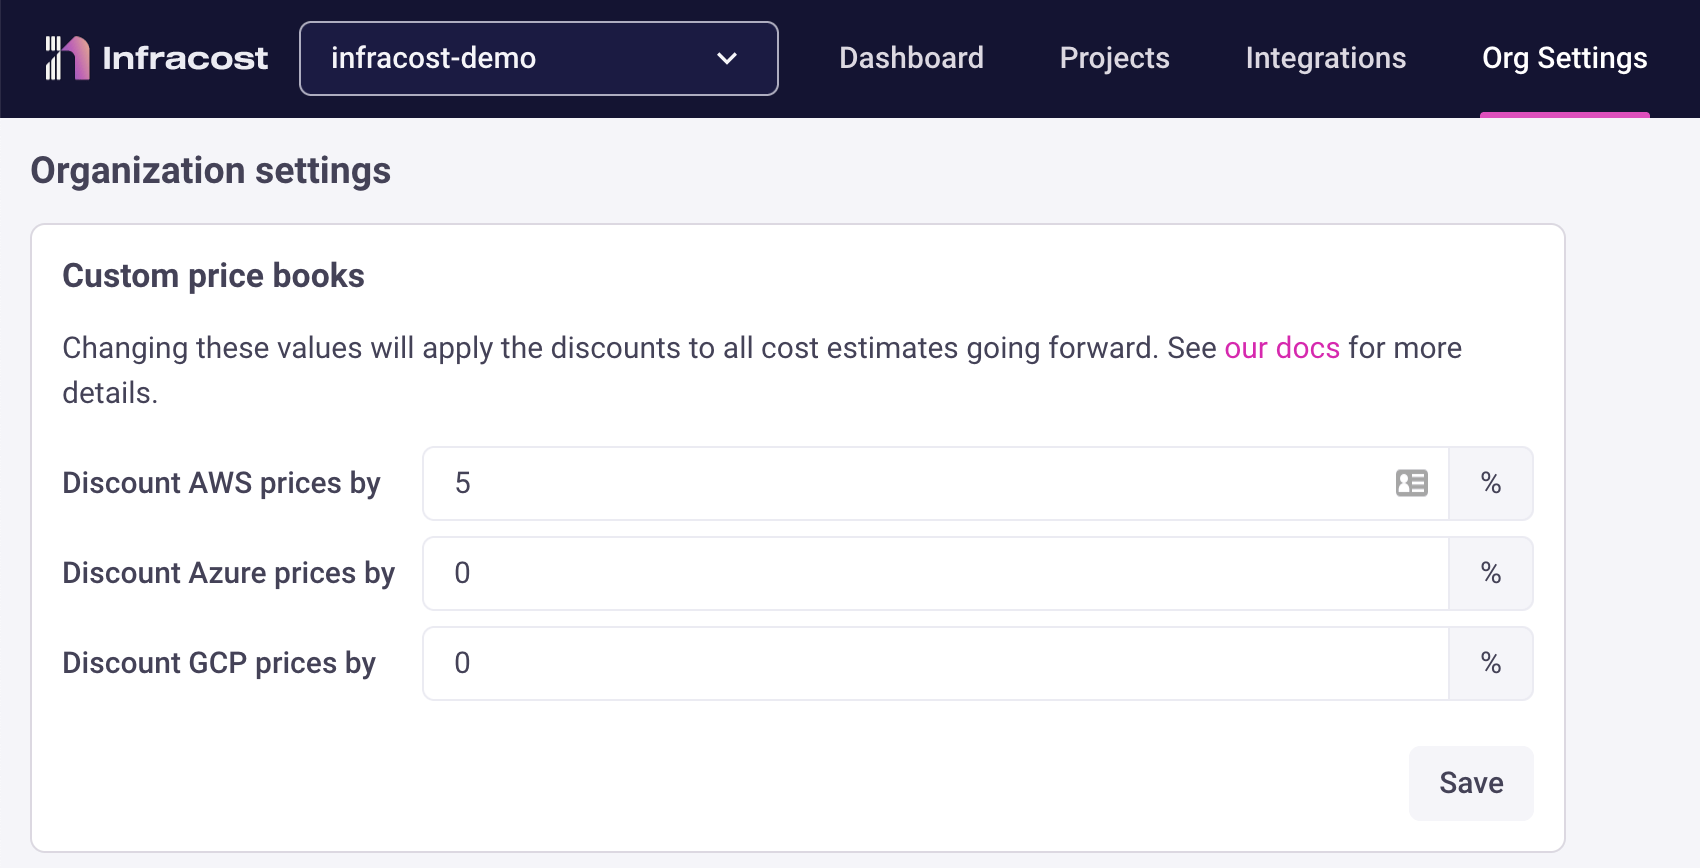 Infracost infracost-demo Dashboard Projects Integrations Org Settings
Organization settings
Custom price books
Changing these values will apply the discounts to all cost estimates going forward. See our docs for more
details.
Discount AWS prices by 5 %
Discount Azure prices by 0 %
Discount GCP prices by 0 %
Save